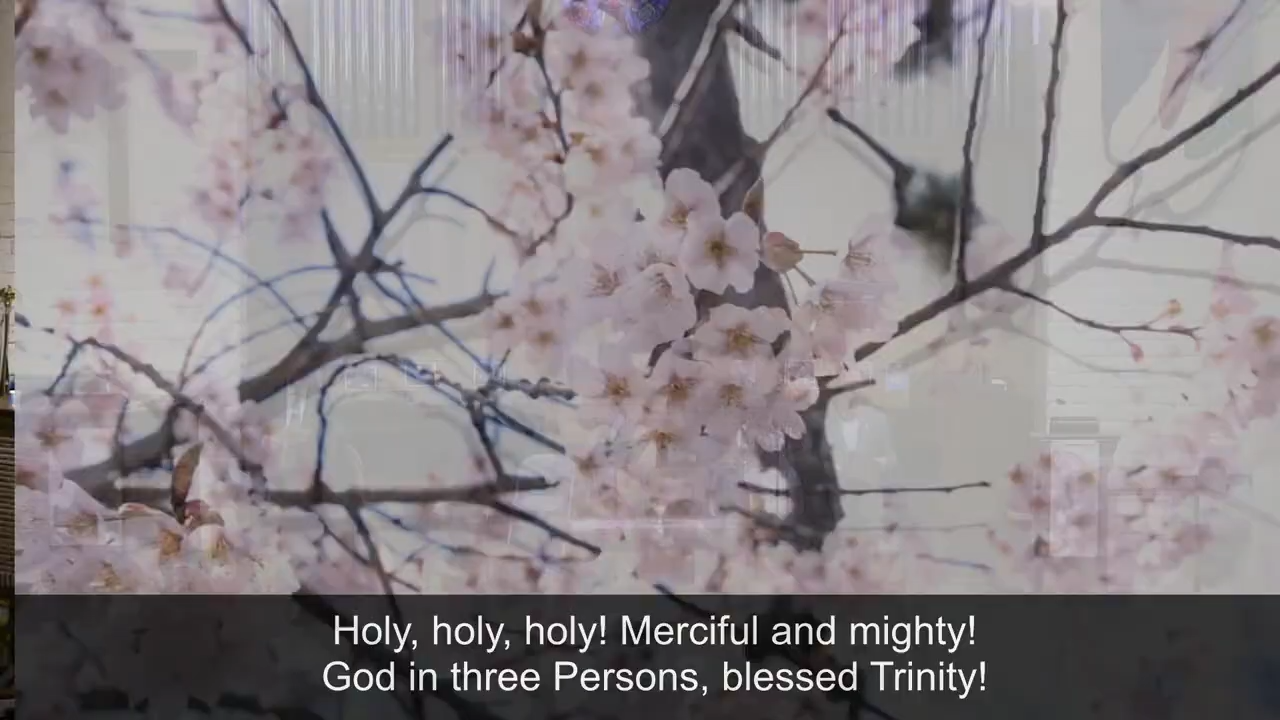 Holy, holy, holy! Merciful and mighty!
God in three Persons, blessed Trinity!